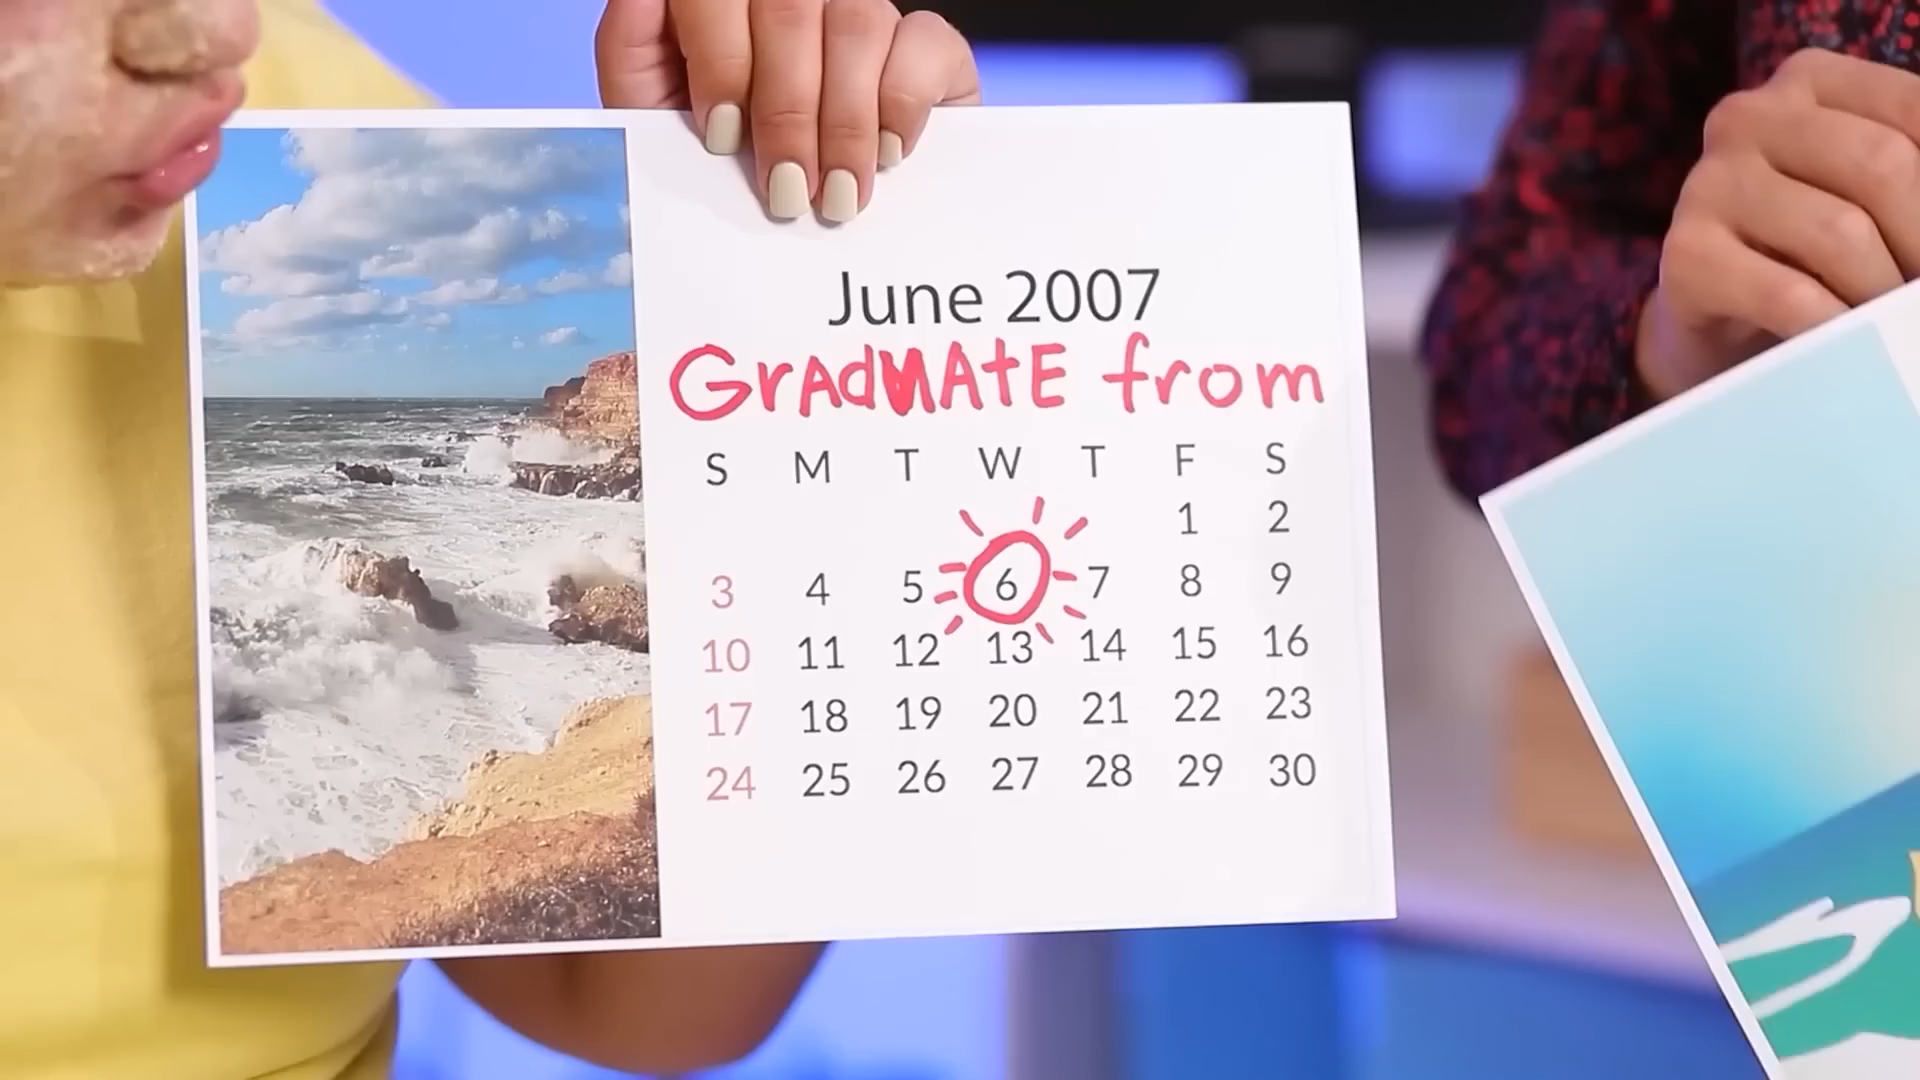 June 2007
GrAdUAtE from
S M T W T F S
1 2
3 4 5 6 7 8 9
10 11 12 13 14 15 16
17 18 19 20 21 22 23
24 25 26 27 28 29 30